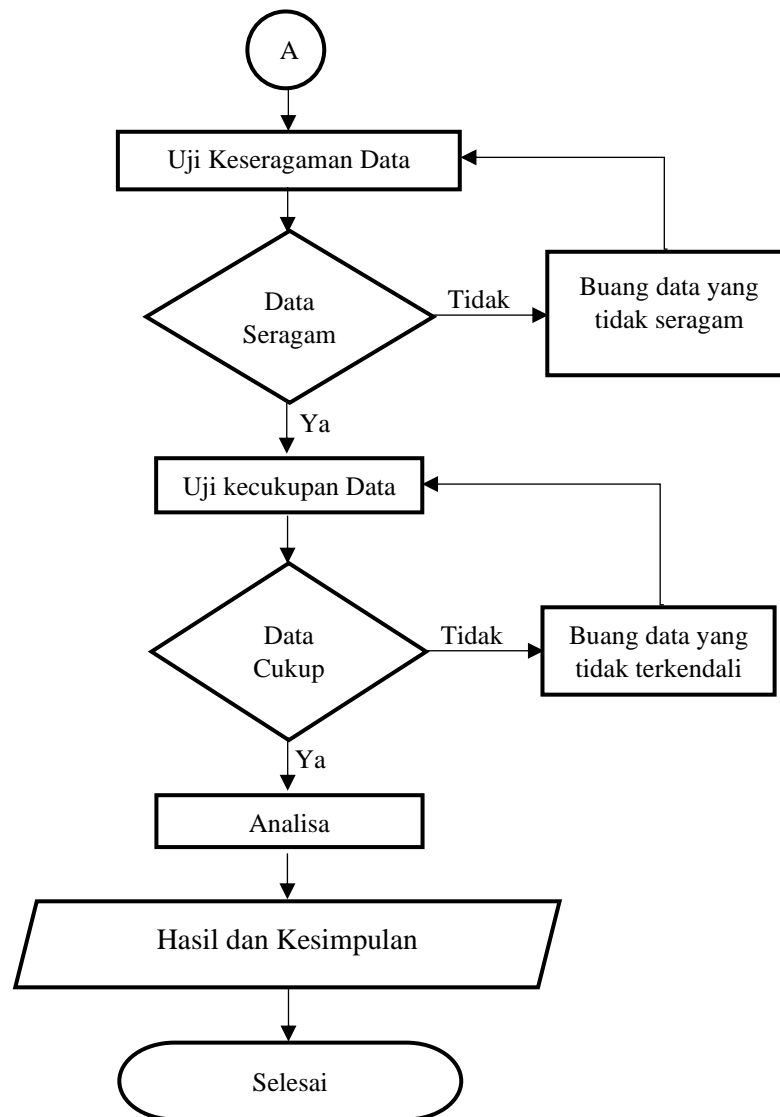 A
Uji Keseragaman Data
Data
Seragam
Tidak
Buang data yang
tidak seragam
Ya
Uji kecukupan Data
Data
Cukup
Tidak
Buang data yang
tidak terkendali
Ya
Analisa
Hasil dan Kesimpulan
Selesai